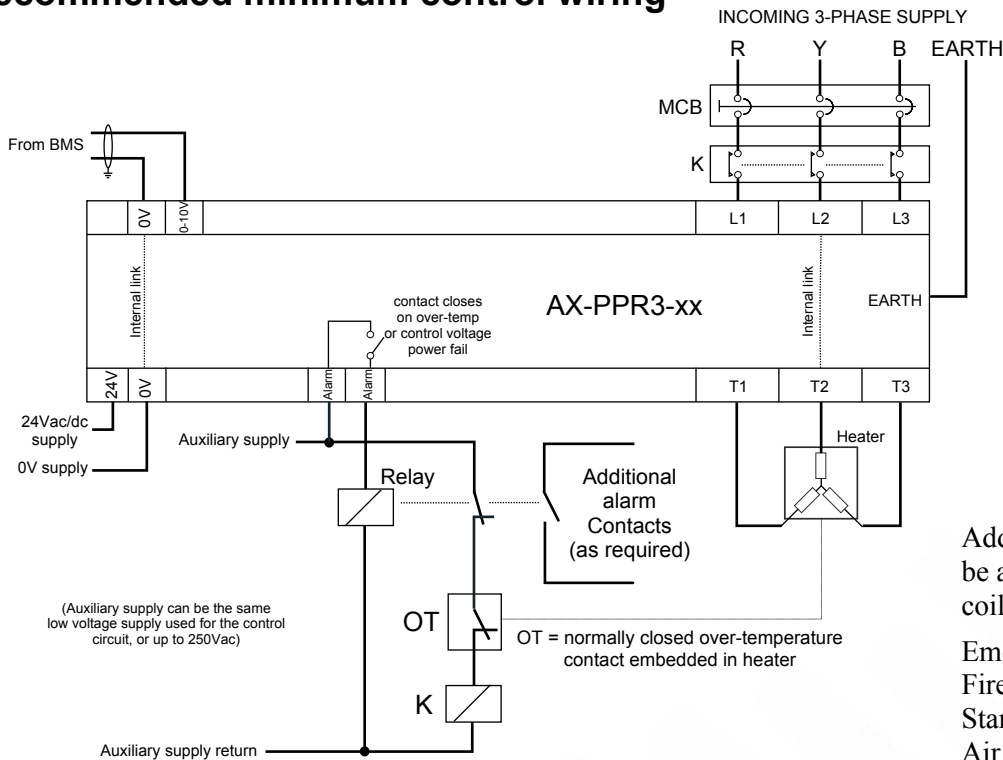 ecommended minimum control wiring
INCOMING 3-PHASE SUPPLY
R Y B EARTH
MCB
From BMS
K
0V
0-10V
L1 L2 L3
Internal link
contact closes
on over-temp
or control voltage
power fail
AX-PPR3-xx
Internal link
EARTH
24V
0V
Alarm
Alarm
T1 T2 T3
24Vac/dc
supply
0V supply
Auxiliary supply
Heater
Relay
Additional
alarm
Contacts
(as required)
(Auxiliary supply can be the same
low voltage supply used for the control
circuit, or up to 250Vac)
OT
OT = normally closed over-temperature
contact embedded in heater
K
Auxiliary supply return
Add
be a
coil
Eme
Fire
Star
Air